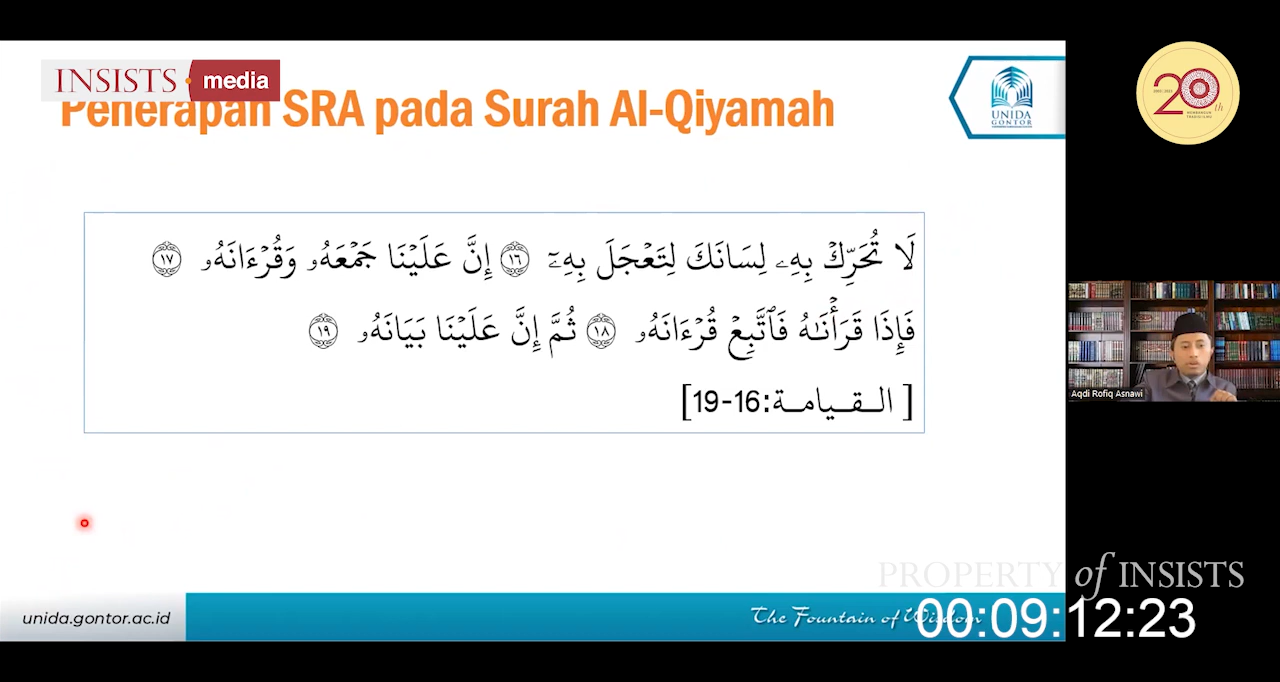 INSISTS media
Penerapan SRA pada Surah Al-Qiyamah
UNIDA
GONTOR
20th
لَا تُحَرِّكۡ بِهِۦ لِسَانَكَ لِتَعۡجَلَ بِهِۦٓ ١٦ إِنَّ عَلَيۡنَا جَمۡعَهُۥ وَقُرۡءَانَهُۥ ١٧
فَإِذَا قَرَأۡنَٰهُ فَٱتَّبِعۡ قُرۡءَانَهُۥ ١٨ ثُمَّ إِنَّ عَلَيۡنَا بَيَانَهُۥ ١٩
[ الـقـيامـة:16-19]
Aqdi Rofiq Asnawi
PROPERTY of INSISTS
unida.gontor.ac.id
The Fountain of Wisdom
00:09:12:23